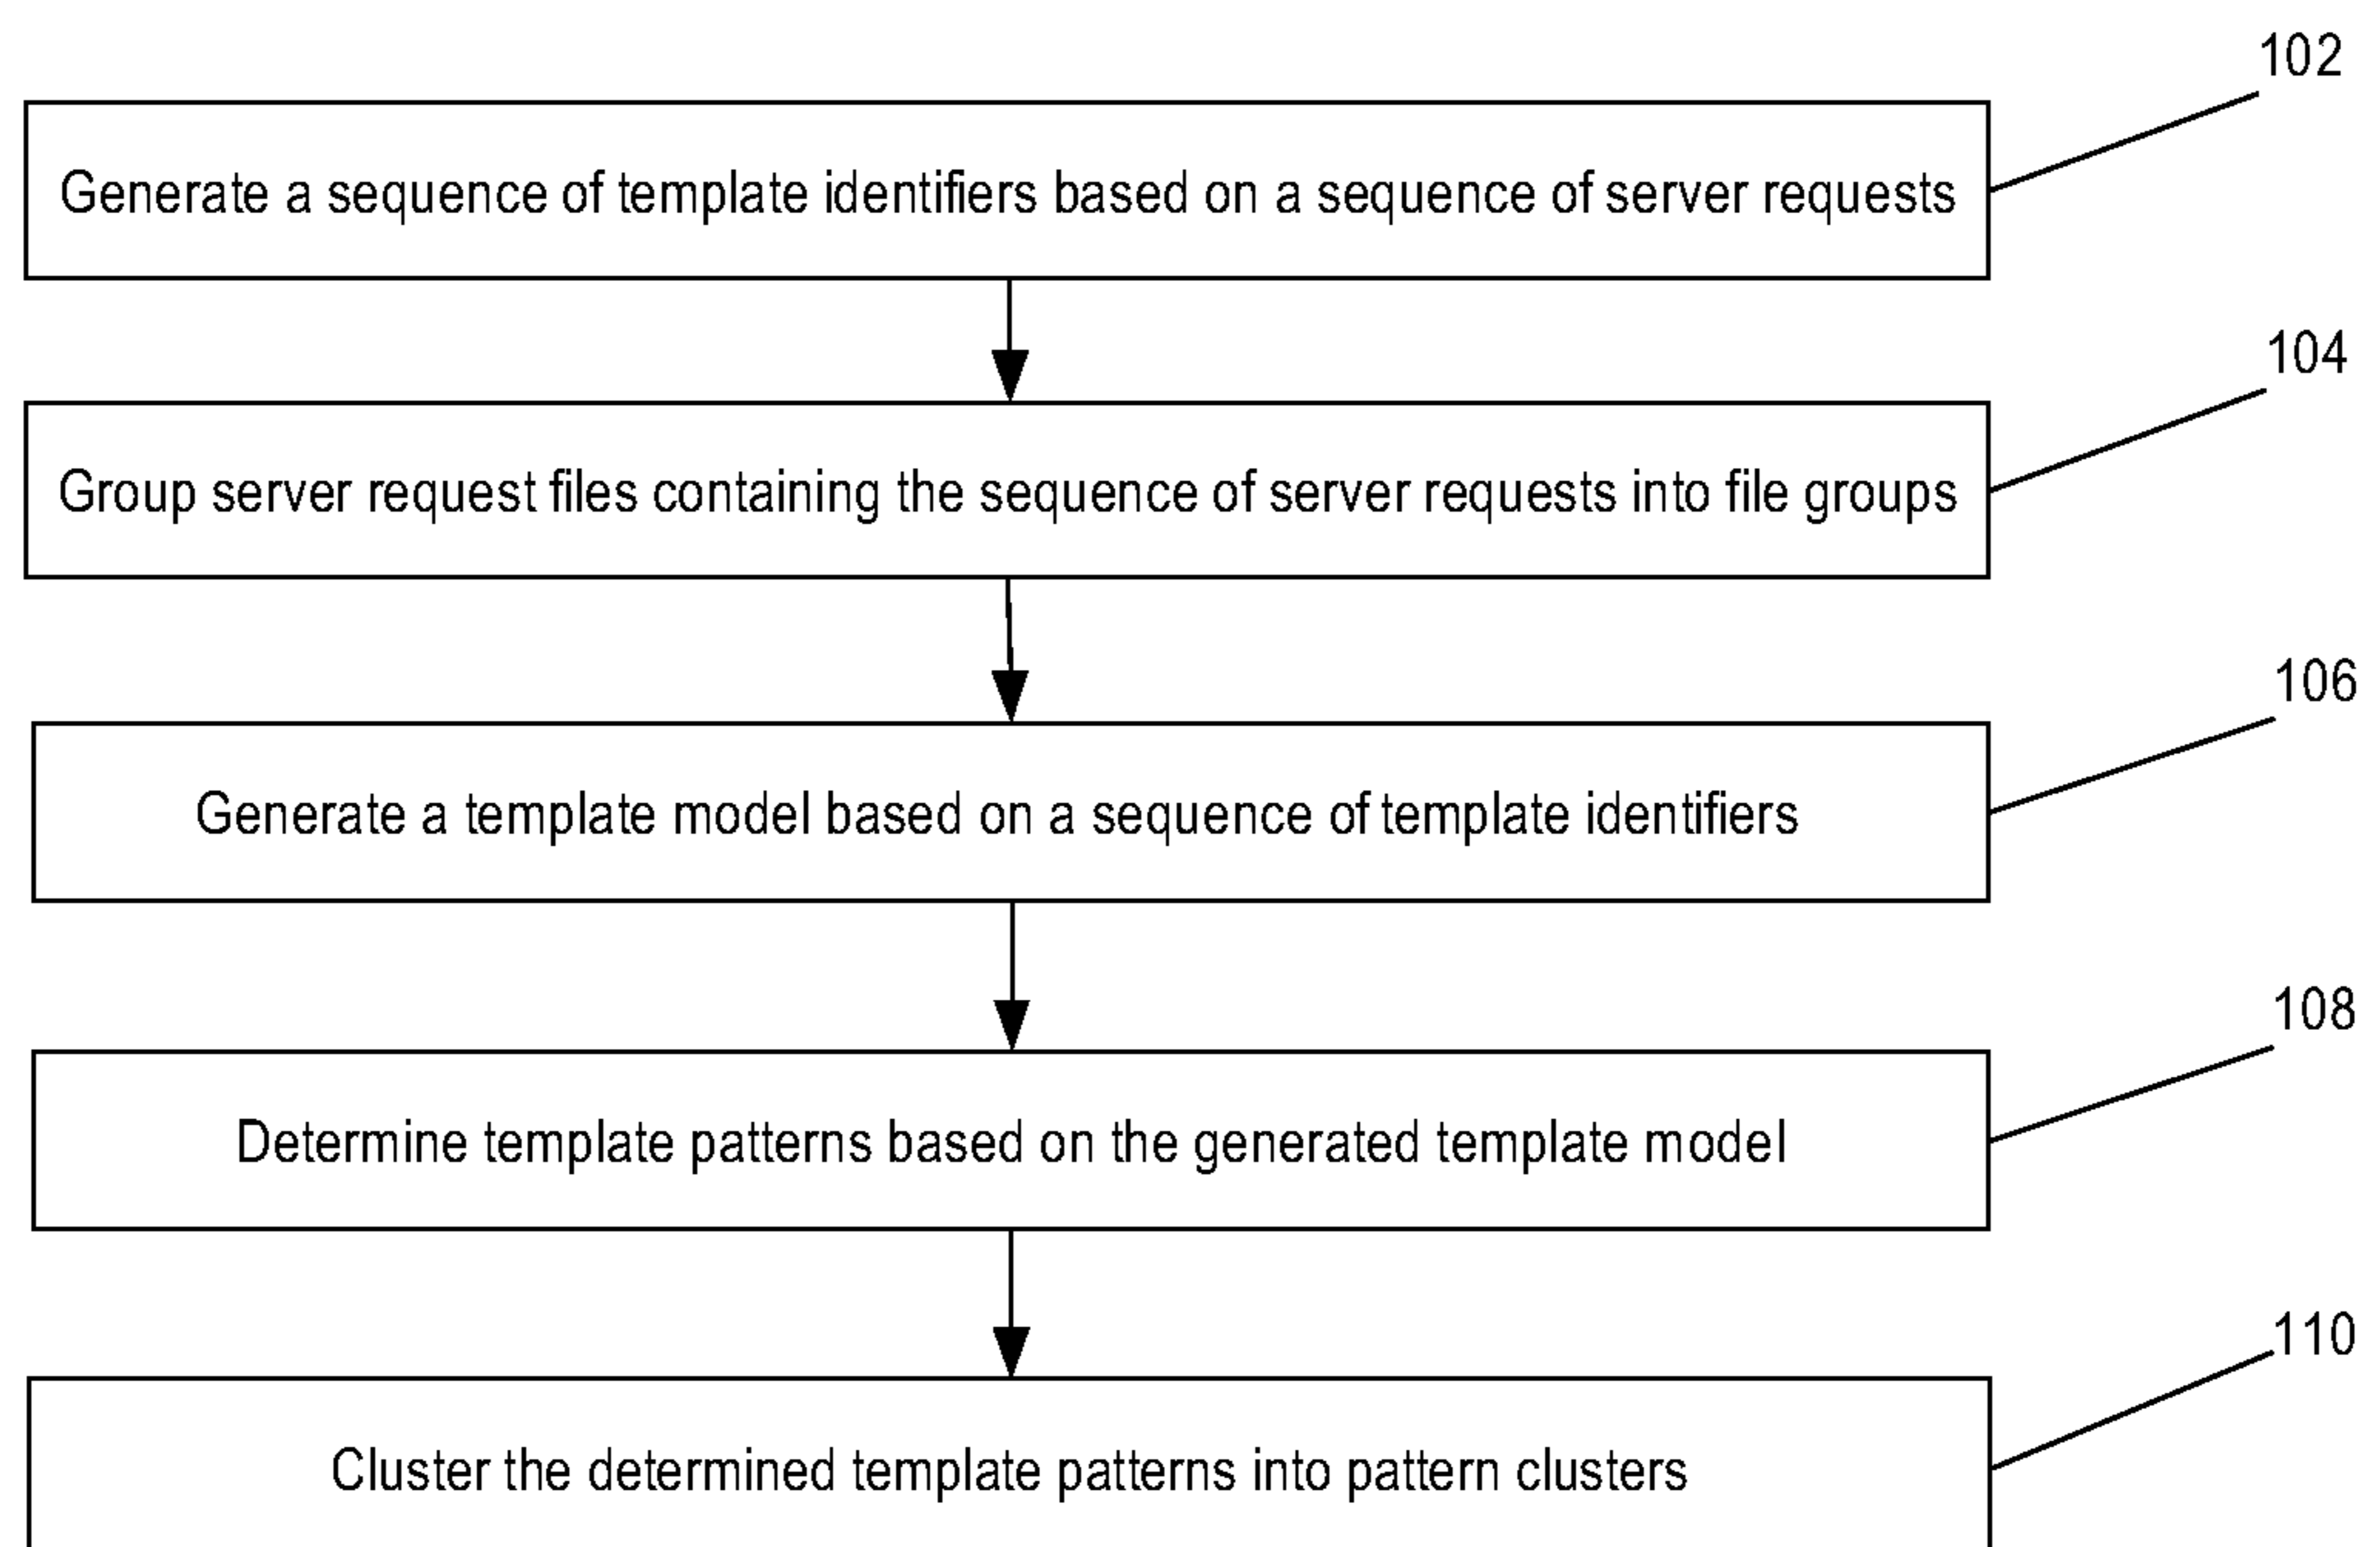 102
Generate a sequence of template identifiers based on a sequence of server requests
104
Group server request files containing the sequence of server requests into file groups
106
Generate a template model based on a sequence of template identifiers
108
Determine template patterns based on the generated template model
110
Cluster the determined template patterns into pattern clusters